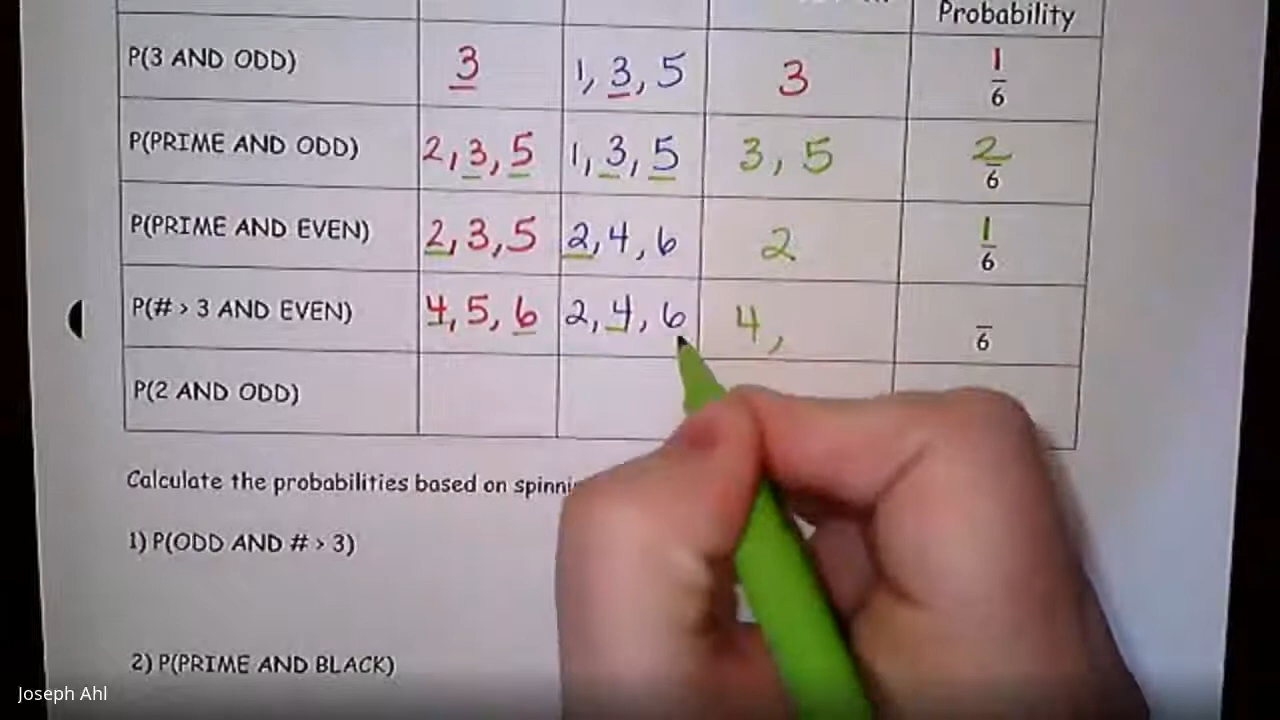 Probability
P(3 AND ODD) 3 1, 3, 5 3 1/6
P(PRIME AND ODD) 2, 3, 5 1, 3, 5 3, 5 2/6
P(PRIME AND EVEN) 2, 3, 5 2, 4, 6 2 1/6
P(# > 3 AND EVEN) 4, 5, 6 2, 4, 6 4, /6
P(2 AND ODD)
Calculate the probabilities based on
1) P(ODD AND # > 3)
2) P(PRIME AND BLACK)
Joseph Ahl